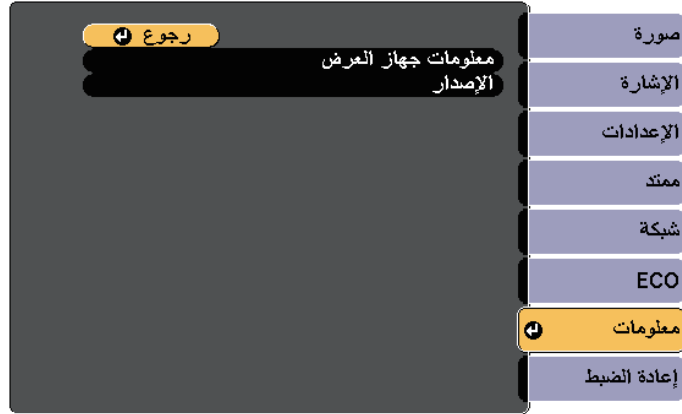 صورة
الإشارة
الإعدادات
ممتد
شبكة
ECO
معلومات
إعادة الضبط
رجوع
معلومات جهاز العرض
الإصدار